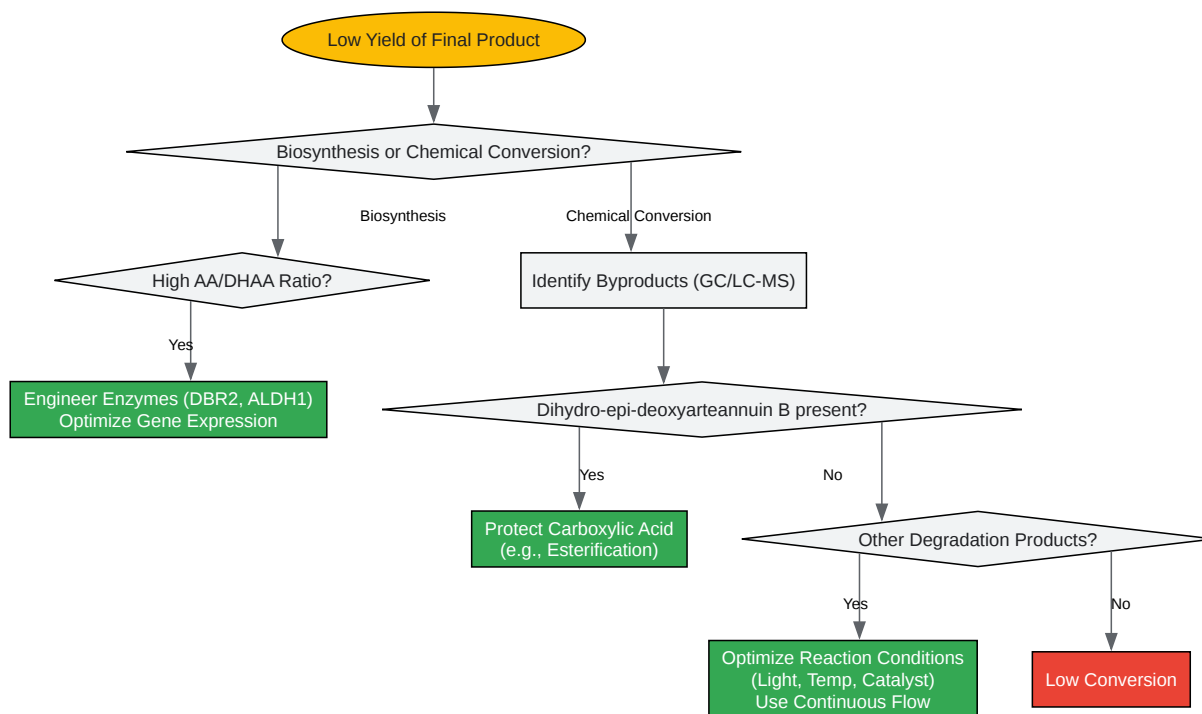 Low Yield of Final Product
Biosynthesis or Chemical Conversion?
Biosynthesis
Chemical Conversion
High AA/DHAA Ratio?
Identify Byproducts (GC/LC-MS)
Yes
Engineer Enzymes (DBR2, ALDH1)
Optimize Gene Expression
Dihydro-epi-deoxyarteannuin B present?
Yes
No
Protect Carboxylic Acid
(e.g., Esterification)
Other Degradation Products?
Yes
No
Optimize Reaction Conditions
(Light, Temp, Catalyst)
Use Continuous Flow
Low Conversion